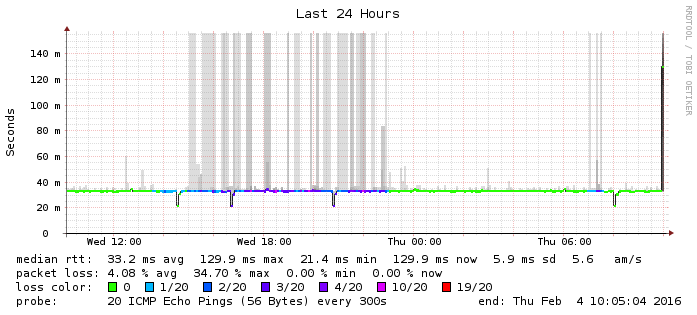 Last 24 Hours
RRDTOOL / TOBI OETIKER
Seconds
140 m
120 m
100 m
80 m
60 m
40 m
20 m
0
Wed 12:00 Wed 18:00 Thu 00:00 Thu 06:00
median rtt: 33.2 ms avg 129.9 ms max 21.4 ms min 129.9 ms now 5.9 ms sd 5.6 am/s
packet loss: 4.08 % avg 34.70 % max 0.00 % min 0.00 % now
loss color: 0 1/20 2/20 3/20 4/20 10/20 19/20
probe: 20 ICMP Echo Pings (56 Bytes) every 300s end: Thu Feb 4 10:05:04 2016